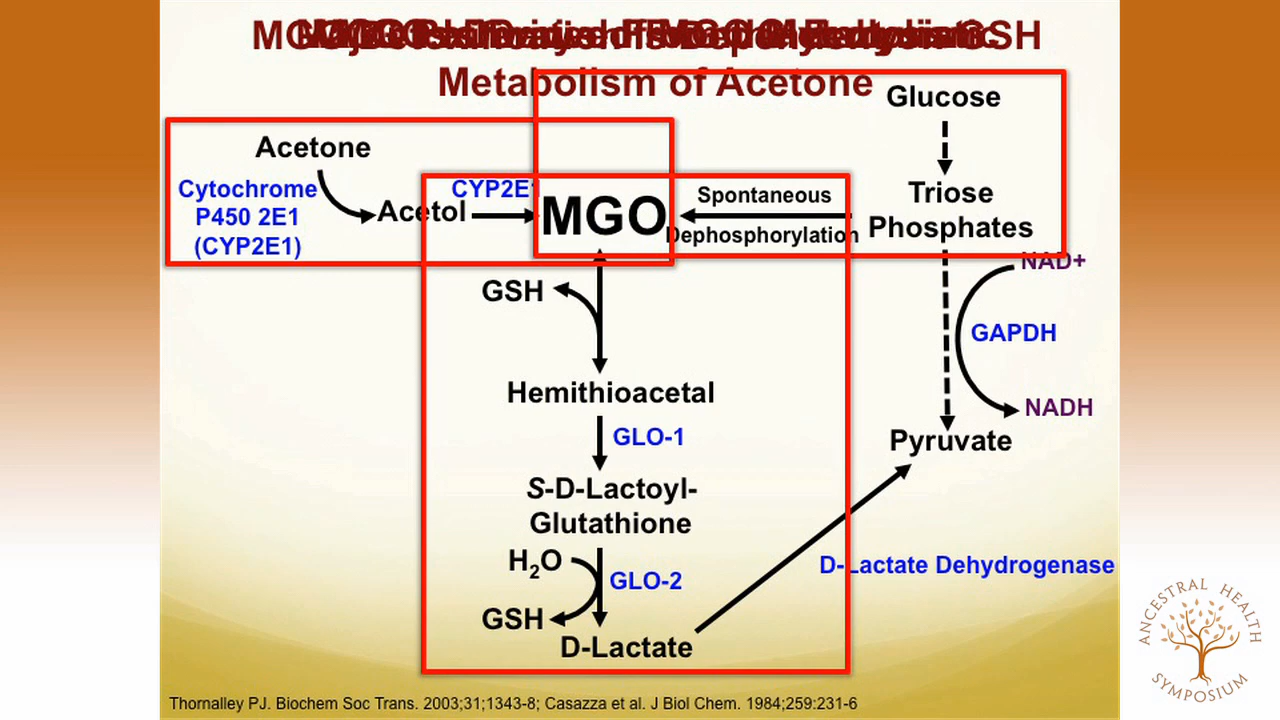 Metabolism of Acetone
Glucose
Acetone
Cytochrome
P450 2E1
(CYP2E1)
CYP2E1
Acetol
MGO
Spontaneous
Dephosphorylation
Triose
Phosphates
NAD+
GSH
GAPDH
Hemithioacetal
NADH
GLO-1
Pyruvate
S-D-Lactoyl-
Glutathione
H2O
GLO-2
D-Lactate Dehydrogenase
GSH
D-Lactate
ANCESTRAL HEALTH
SYMPOSIUM
Thornalley PJ. Biochem Soc Trans. 2003;31;1343-8; Casazza et al. J Biol Chem. 1984;259:231-6